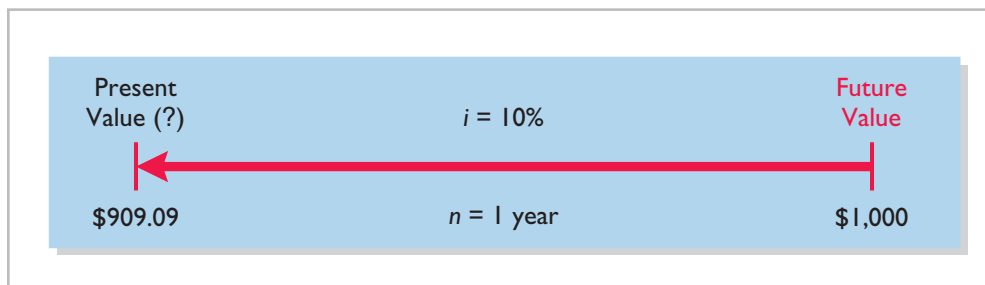 Present
Value (?)
i = 10%
Future
Value
$909.09
n = 1 year
$1,000